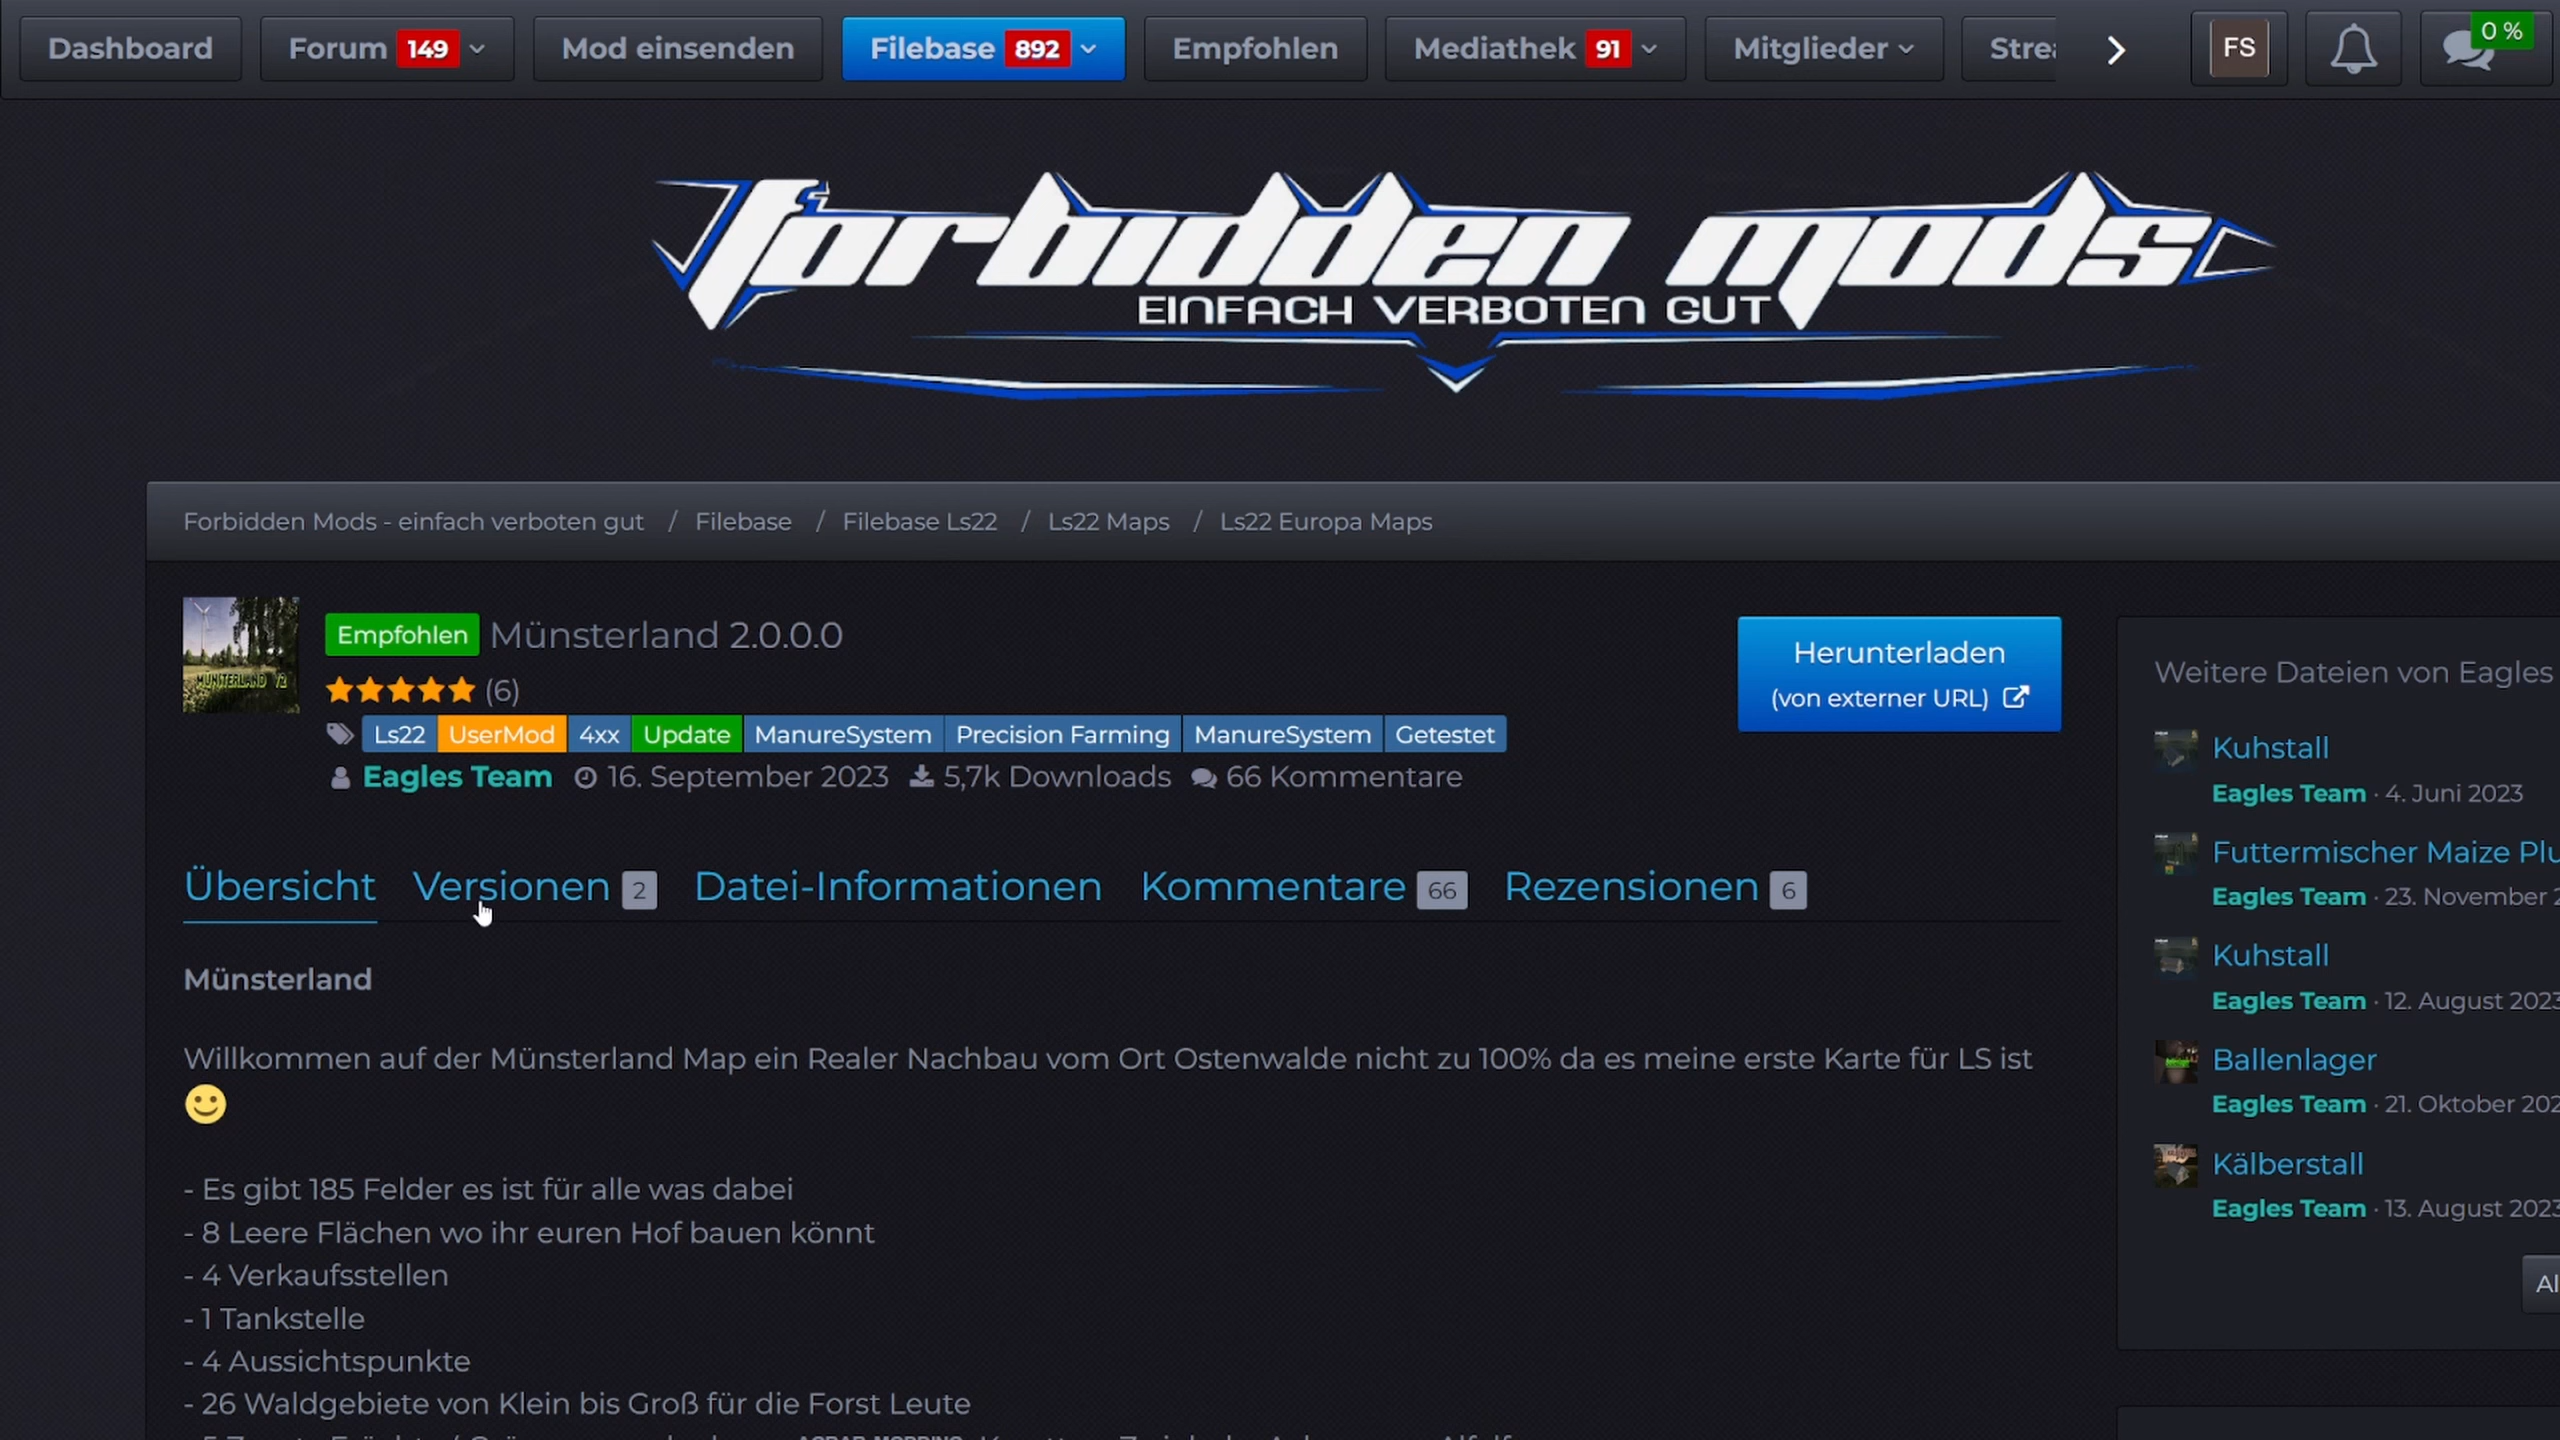 Dashboard
Forum 149
Mod einsenden
Filebase 892
Empfohlen
Mediathek 91
Mitglieder
FS
0 %
forbidden mods
EINFACH VERBOTEN GUT
Forbidden Mods - einfach verboten gut / Filebase / Filebase Ls22 / Ls22 Maps / Ls22 Europa Maps
MÜNSTERLAND V2
Empfohlen Münsterland 2.0.0.0
(6)
Ls22 UserMod 4xx Update ManureSystem Precision Farming ManureSystem Getestet
Eagles Team 16. September 2023 5,7k Downloads 66 Kommentare
Herunterladen
(von externer URL)
Übersicht Versionen 2 Datei-Informationen Kommentare 66 Rezensionen 6
Münsterland
Willkommen auf der Münsterland Map ein Realer Nachbau vom Ort Ostenwalde nicht zu 100% da es meine erste Karte für LS ist
- Es gibt 185 Felder es ist für alle was dabei
- 8 Leere Flächen wo ihr euren Hof bauen könnt
- 4 Verkaufsstellen
- 1 Tankstelle
- 4 Aussichtspunkte
- 26 Waldgebiete von Klein bis Groß für die Forst Leute
Weitere Dateien von Eagles
Kuhstall
Eagles Team · 4. Juni 2023
Futtermischer Maize
Eagles Team · 23. November
Kuhstall
Eagles Team · 12. August 2023
Ballenlager
Eagles Team · 21. Oktober
Kälberstall
Eagles Team · 13. August 2023